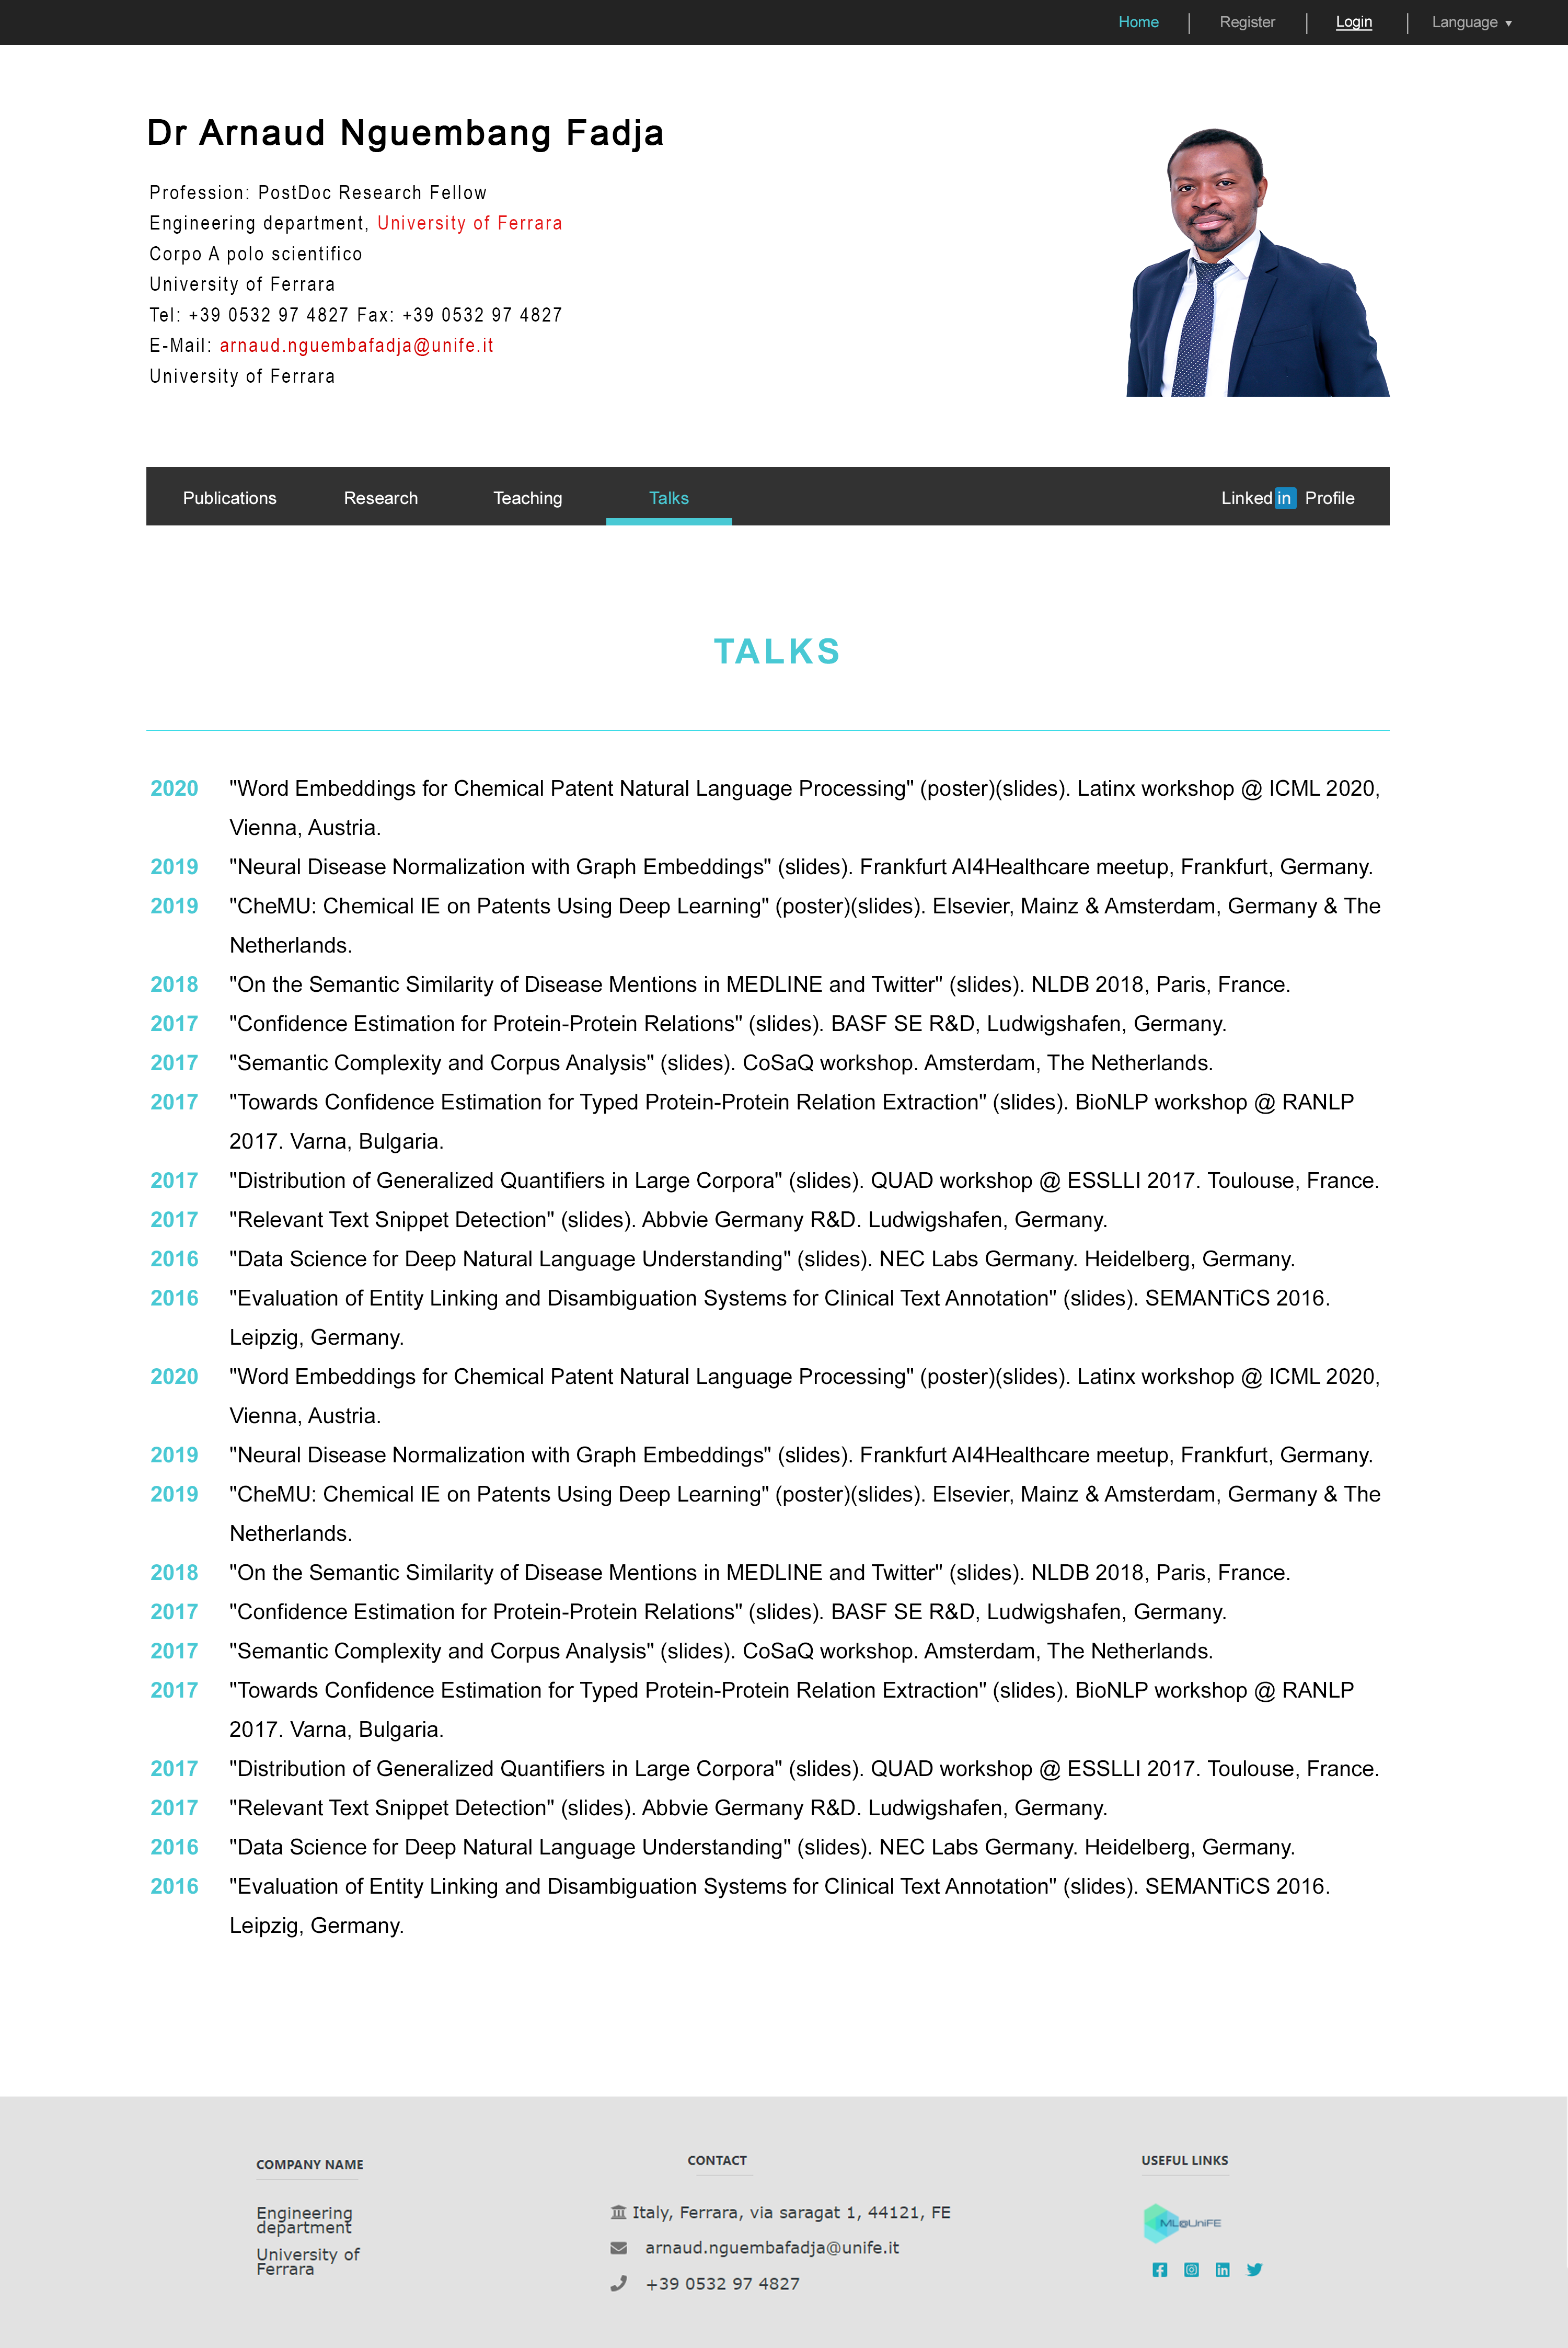 Home Register Login Language
Dr Arnaud Nguembang Fadja
Profession: PostDoc Research Fellow
Engineering department, University of Ferrara
Corpo A polo scientifico
University of Ferrara
Tel: +39 0532 97 4827 Fax: +39 0532 97 4827
E-Mail: arnaud.nguembafadja@unife.it
University of Ferrara
Publications Research Teaching Talks Linked in Profile
TALKS
2020 "Word Embeddings for Chemical Patent Natural Language Processing" (poster)(slides). Latinx workshop @ ICML 2020,
Vienna, Austria.
2019 "Neural Disease Normalization with Graph Embeddings" (slides). Frankfurt AI4Healthcare meetup, Frankfurt, Germany.
2019 "CheMU: Chemical IE on Patents Using Deep Learning" (poster)(slides). Elsevier, Mainz & Amsterdam, Germany & The
Netherlands.
2018 "On the Semantic Similarity of Disease Mentions in MEDLINE and Twitter" (slides). NLDB 2018, Paris, France.
2017 "Confidence Estimation for Protein-Protein Relations" (slides). BASF SE R&D, Ludwigshafen, Germany.
2017 "Semantic Complexity and Corpus Analysis" (slides). CoSaQ workshop. Amsterdam, The Netherlands.
2017 "Towards Confidence Estimation for Typed Protein-Protein Relation Extraction" (slides). BioNLP workshop @ RANLP
2017. Varna, Bulgaria.
2017 "Distribution of Generalized Quantifiers in Large Corpora" (slides). QUAD workshop @ ESSLLI 2017. Toulouse, France.
2017 "Relevant Text Snippet Detection" (slides). Abbvie Germany R&D. Ludwigshafen, Germany.
2016 "Data Science for Deep Natural Language Understanding" (slides). NEC Labs Germany. Heidelberg, Germany.
2016 "Evaluation of Entity Linking and Disambiguation Systems for Clinical Text Annotation" (slides). SEMANTiCS 2016.
Leipzig, Germany.
2020 "Word Embeddings for Chemical Patent Natural Language Processing" (poster)(slides). Latinx workshop @ ICML 2020,
Vienna, Austria.
2019 "Neural Disease Normalization with Graph Embeddings" (slides). Frankfurt AI4Healthcare meetup, Frankfurt, Germany.
2019 "CheMU: Chemical IE on Patents Using Deep Learning" (poster)(slides). Elsevier, Mainz & Amsterdam, Germany & The
Netherlands.
2018 "On the Semantic Similarity of Disease Mentions in MEDLINE and Twitter" (slides). NLDB 2018, Paris, France.
2017 "Confidence Estimation for Protein-Protein Relations" (slides). BASF SE R&D, Ludwigshafen, Germany.
2017 "Semantic Complexity and Corpus Analysis" (slides). CoSaQ workshop. Amsterdam, The Netherlands.
2017 "Towards Confidence Estimation for Typed Protein-Protein Relation Extraction" (slides). BioNLP workshop @ RANLP
2017. Varna, Bulgaria.
2017 "Distribution of Generalized Quantifiers in Large Corpora" (slides). QUAD workshop @ ESSLLI 2017. Toulouse, France.
2017 "Relevant Text Snippet Detection" (slides). Abbvie Germany R&D. Ludwigshafen, Germany.
2016 "Data Science for Deep Natural Language Understanding" (slides). NEC Labs Germany. Heidelberg, Germany.
2016 "Evaluation of Entity Linking and Disambiguation Systems for Clinical Text Annotation" (slides). SEMANTiCS 2016.
Leipzig, Germany.
COMPANY NAME
Engineering
department
University of
Ferrara
CONTACT
Italy, Ferrara, via saragat 1, 44121, FE
arnaud.nguembafadja@unife.it
+39 0532 97 4827
USEFUL LINKS
ML@UniFE